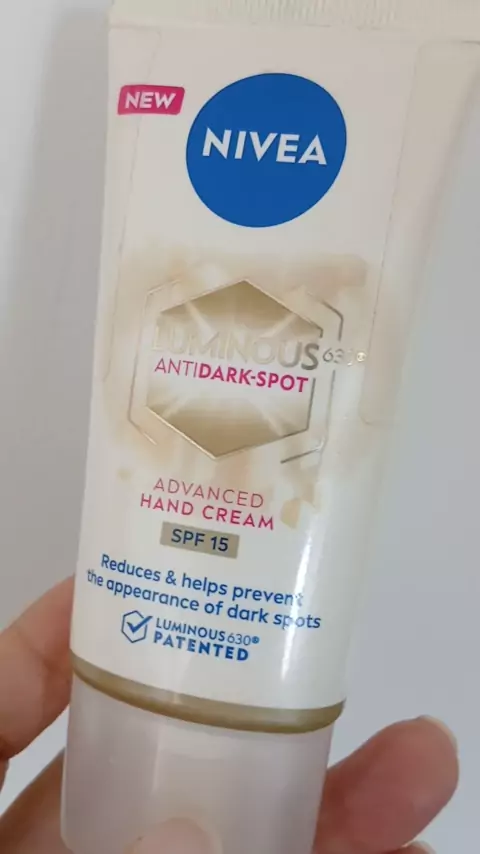 NEW
NIVEA
LUMINOUS630®
ANTIDARK-SPOT
ADVANCED
HAND CREAM
SPF 15
Reduces & helps prevent
the appearance of dark spots
LUMINOUS630®
PATENTED